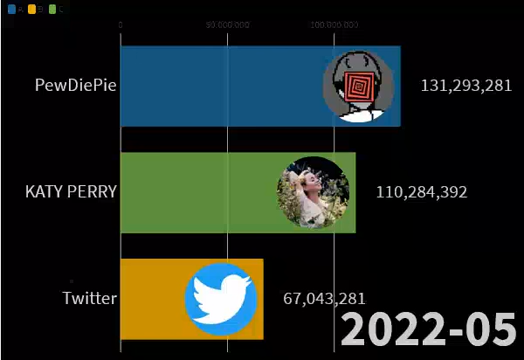 A B C
0 50,000,000 100,000,000
PewDiePie 131,293,281
KATY PERRY 110,284,392
Twitter 67,043,281
2022-05